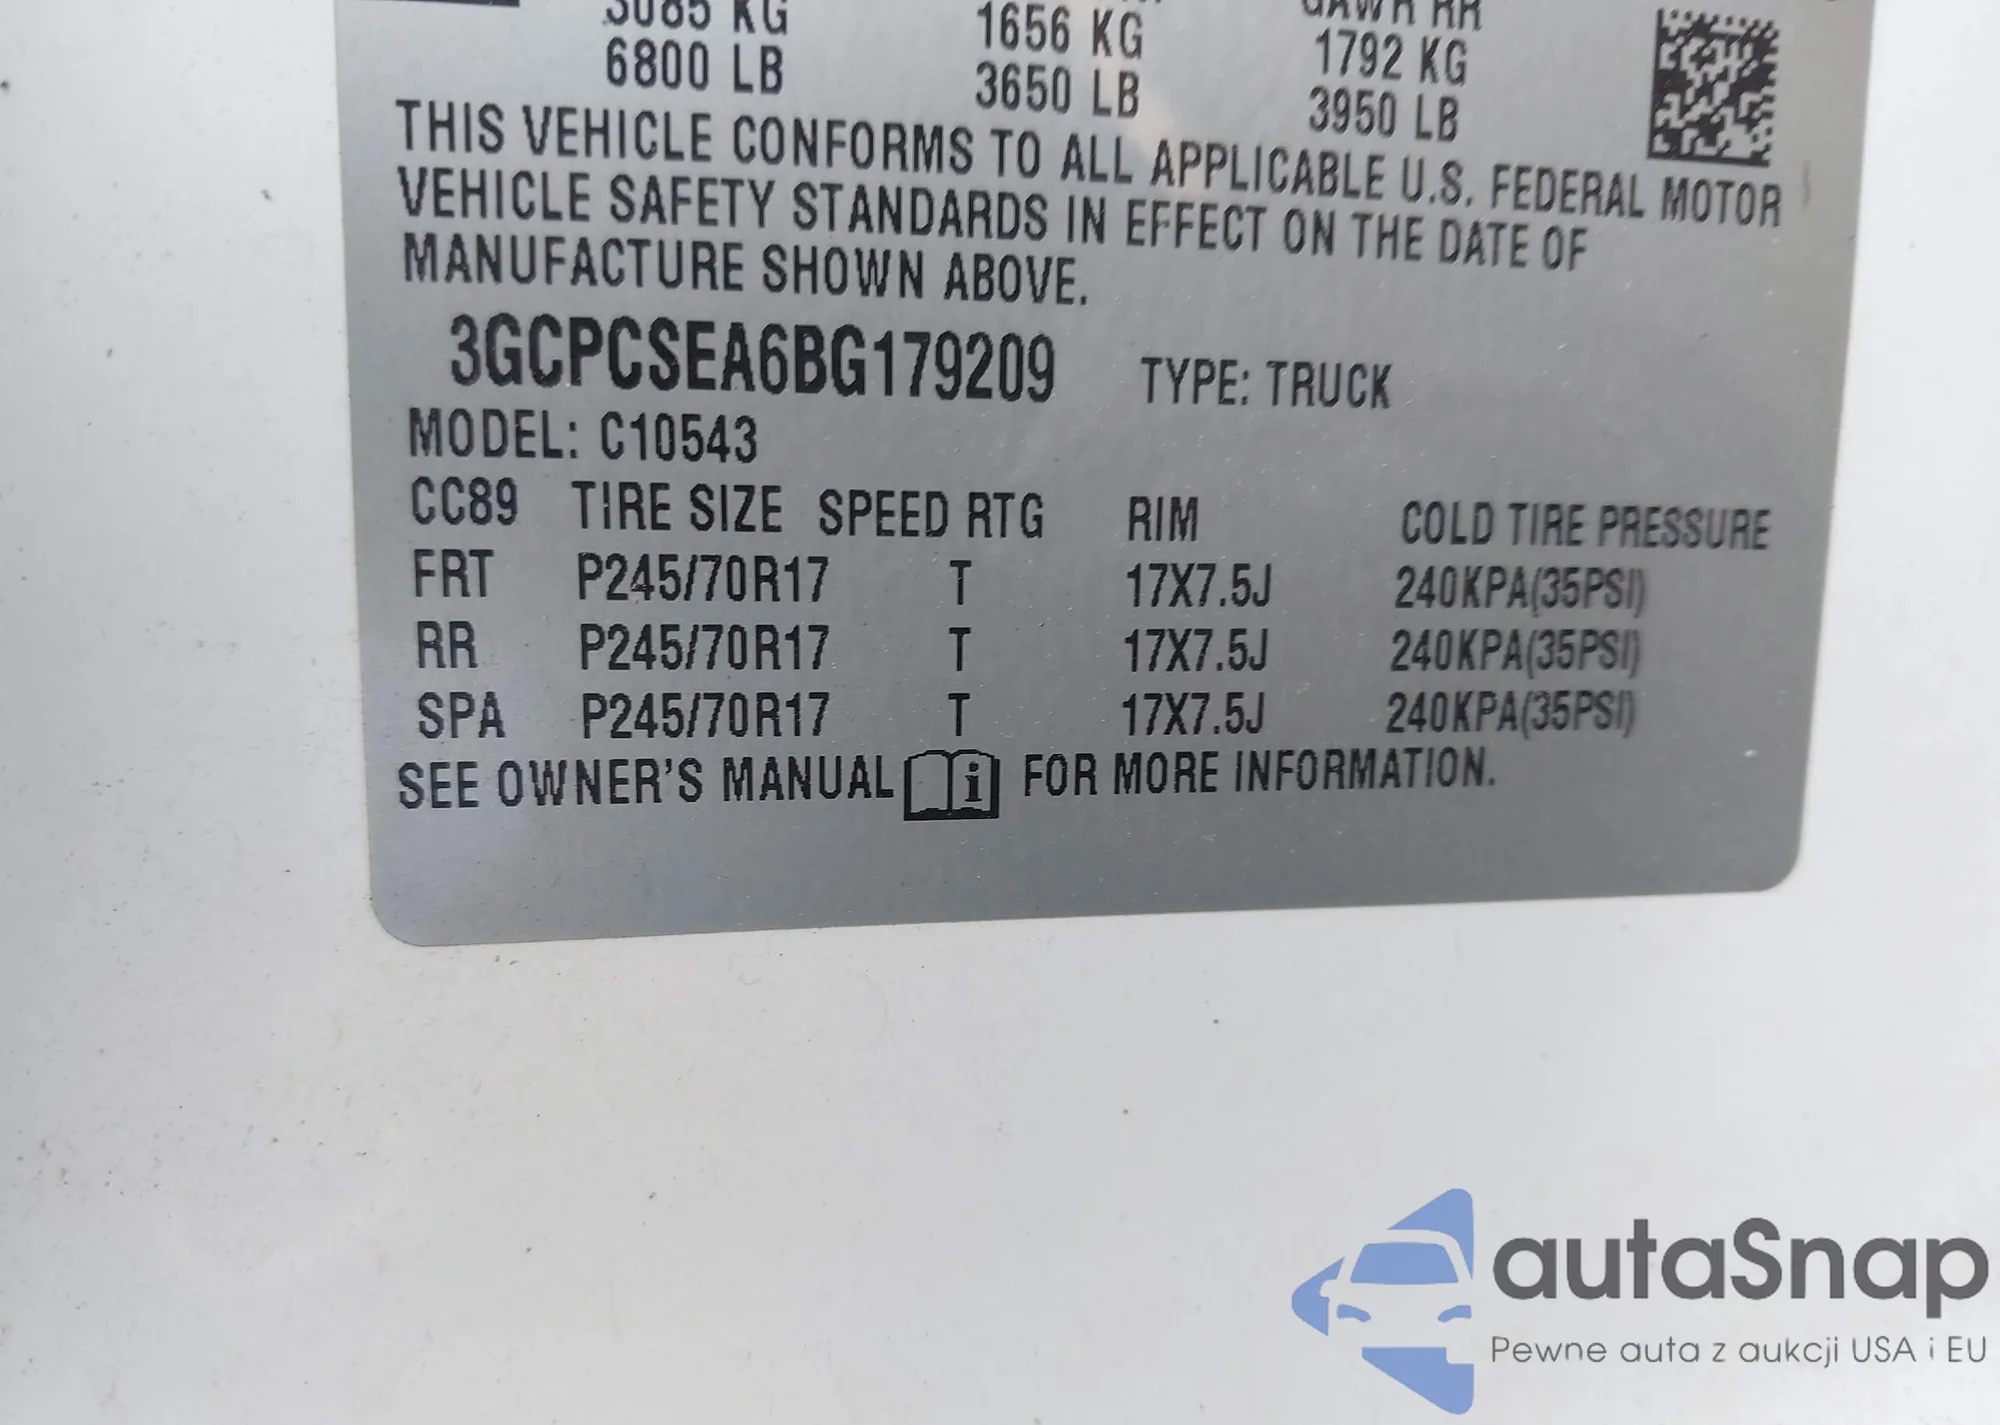 3085 KG 1656 KG GAWR RR
6800 LB 3650 LB 1792 KG
3950 LB
THIS VEHICLE CONFORMS TO ALL APPLICABLE U.S. FEDERAL MOTOR
VEHICLE SAFETY STANDARDS IN EFFECT ON THE DATE OF
MANUFACTURE SHOWN ABOVE.
3GCPCSEA6BG179209 TYPE: TRUCK
MODEL: C10543
CC89 TIRE SIZE SPEED RTG RIM COLD TIRE PRESSURE
FRT P245/70R17 T 17X7.5J 240KPA(35PSI)
RR P245/70R17 T 17X7.5J 240KPA(35PSI)
SPA P245/70R17 T 17X7.5J 240KPA(35PSI)
SEE OWNER'S MANUAL i FOR MORE INFORMATION.
autaSnap
Pewne auta z aukcji USA i EU